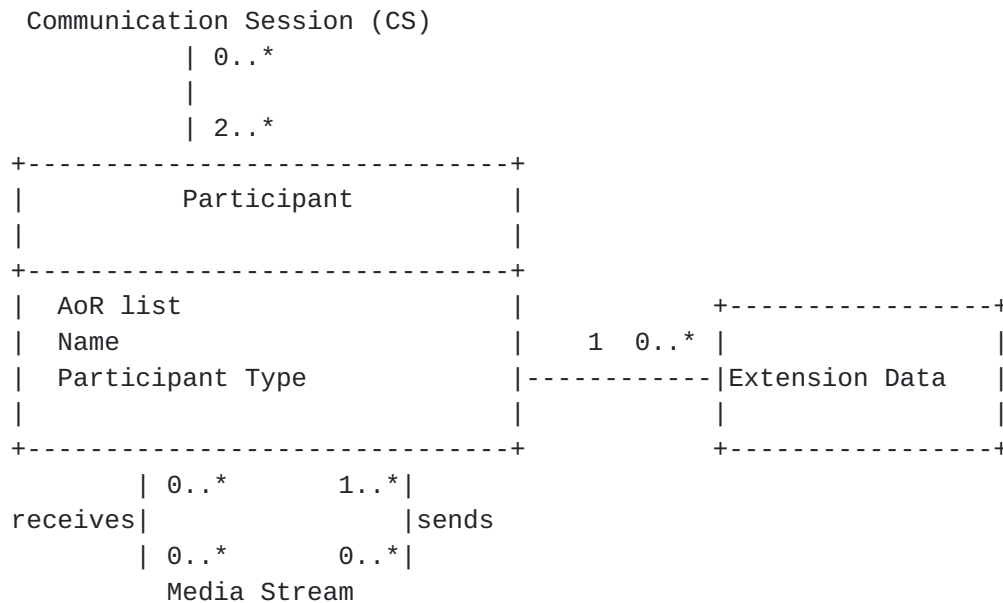 Communication Session (CS)
0..*
2..*
Participant
AoR list
Name
1 0..*
Participant Type
Extension Data
0..* 1..*
receives sends
0..* 0..*
Media Stream